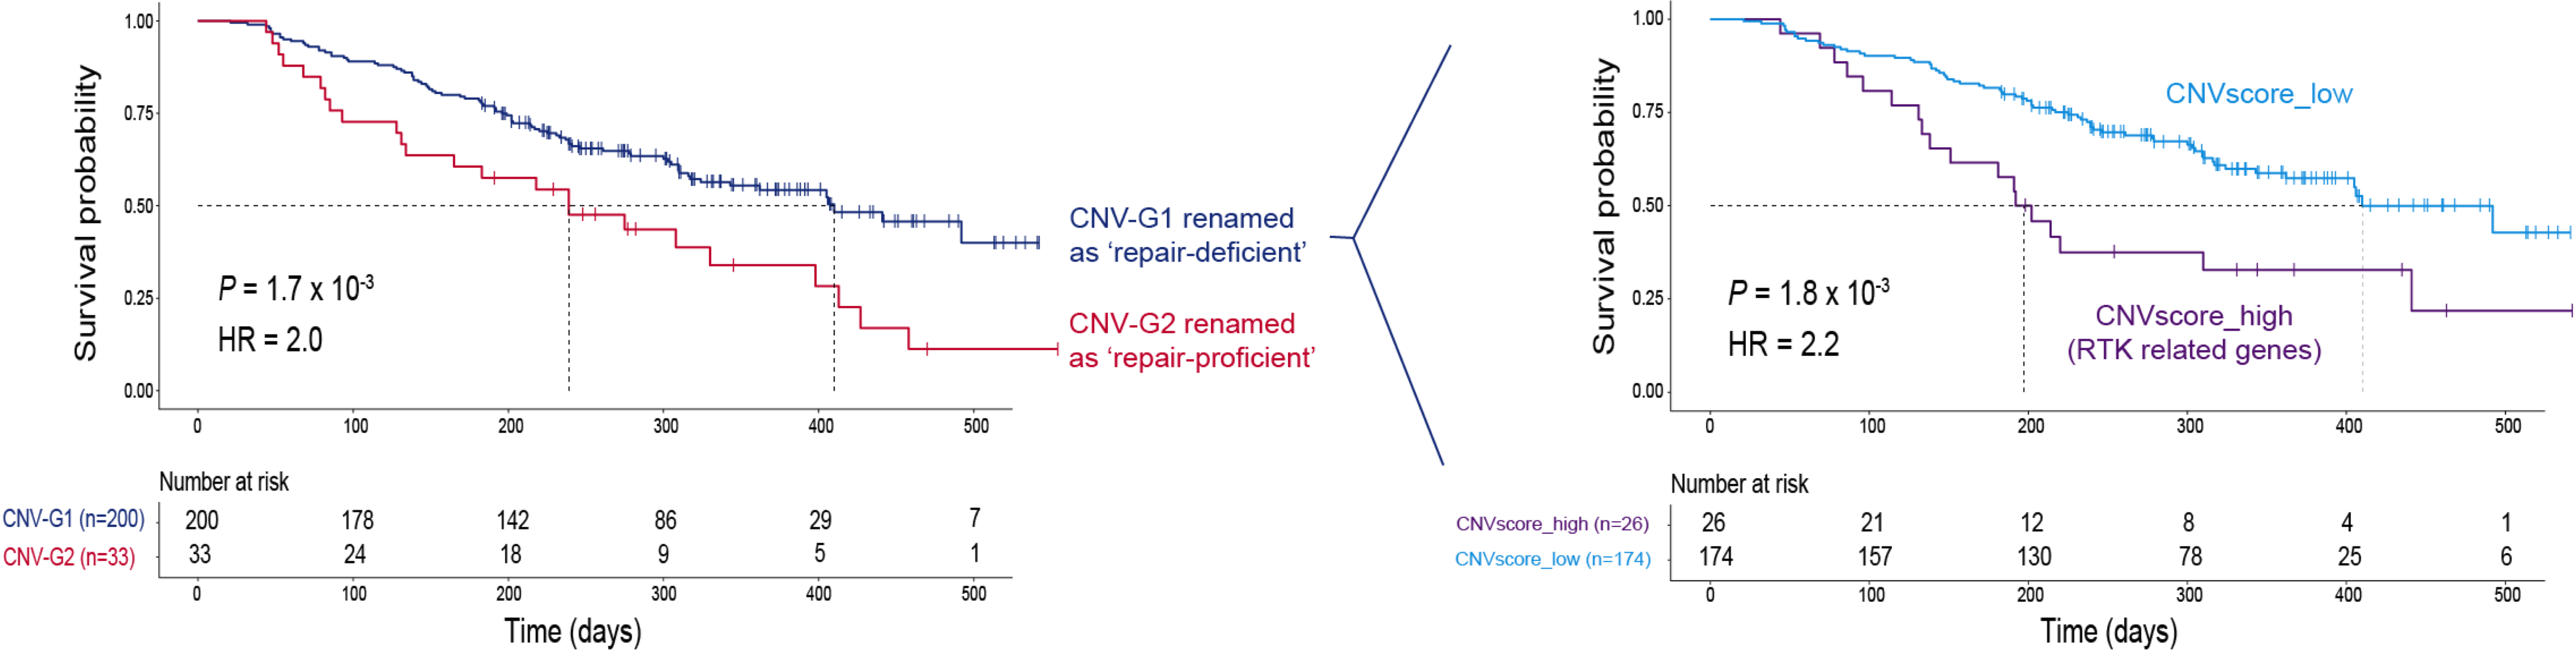 Survival probability
1.00
0.75
0.50
0.25
0.00
P = 1.7 x 10-3
HR = 2.0
0 100 200 300 400 500
CNV-G1 renamed
as ‘repair-deficient’
CNV-G2 renamed
as ‘repair-proficient’
Number at risk
CNV-G1 (n=200) 200 178 142 86 29 7
CNV-G2 (n=33) 33 24 18 9 5 1
0 100 200 300 400 500
Time (days)
Survival probability
1.00
0.75
0.50
0.25
0.00
CNVscore_low
P = 1.8 x 10-3
HR = 2.2
CNVscore_high
(RTK related genes)
0 100 200 300 400 500
Number at risk
CNVscore_high (n=26) 26 21 12 8 4 1
CNVscore_low (n=174) 174 157 130 78 25 6
0 100 200 300 400 500
Time (days)